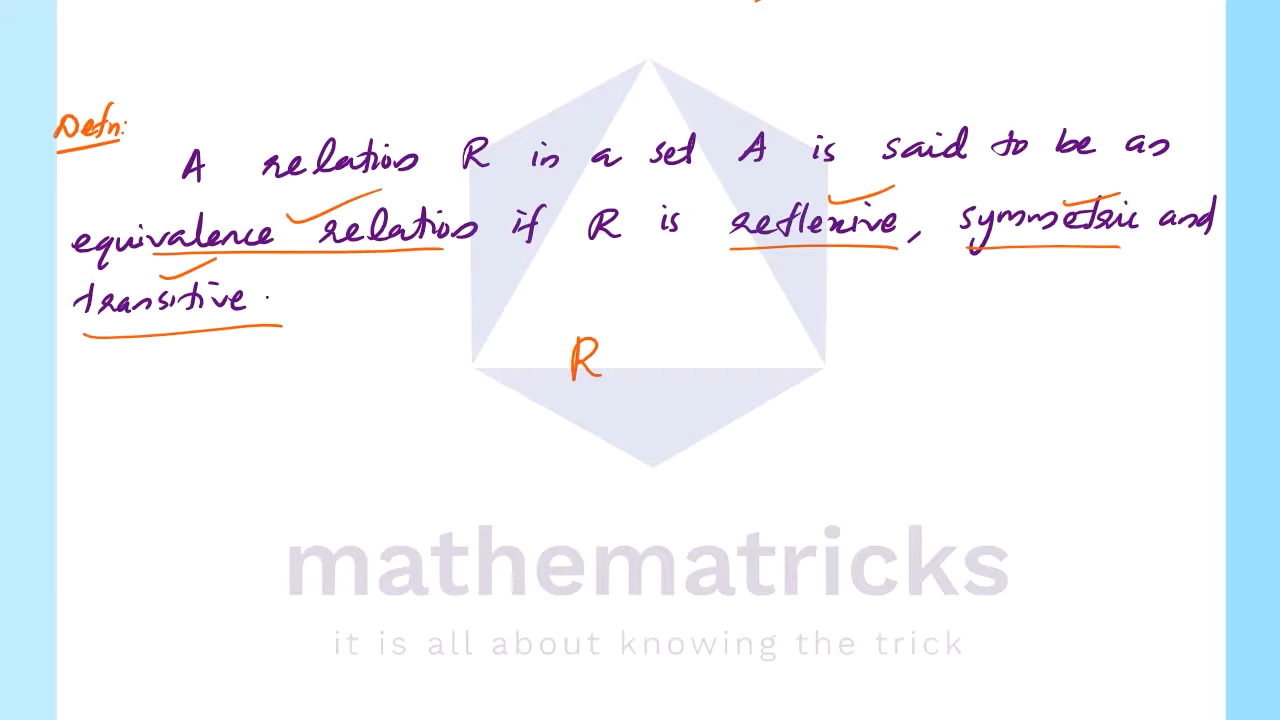 Defn:
A relation R in a set A is said to be an
equivalence relation if R is reflexive, symmetric and
transitive.
R
mathematricks
it is all about knowing the trick